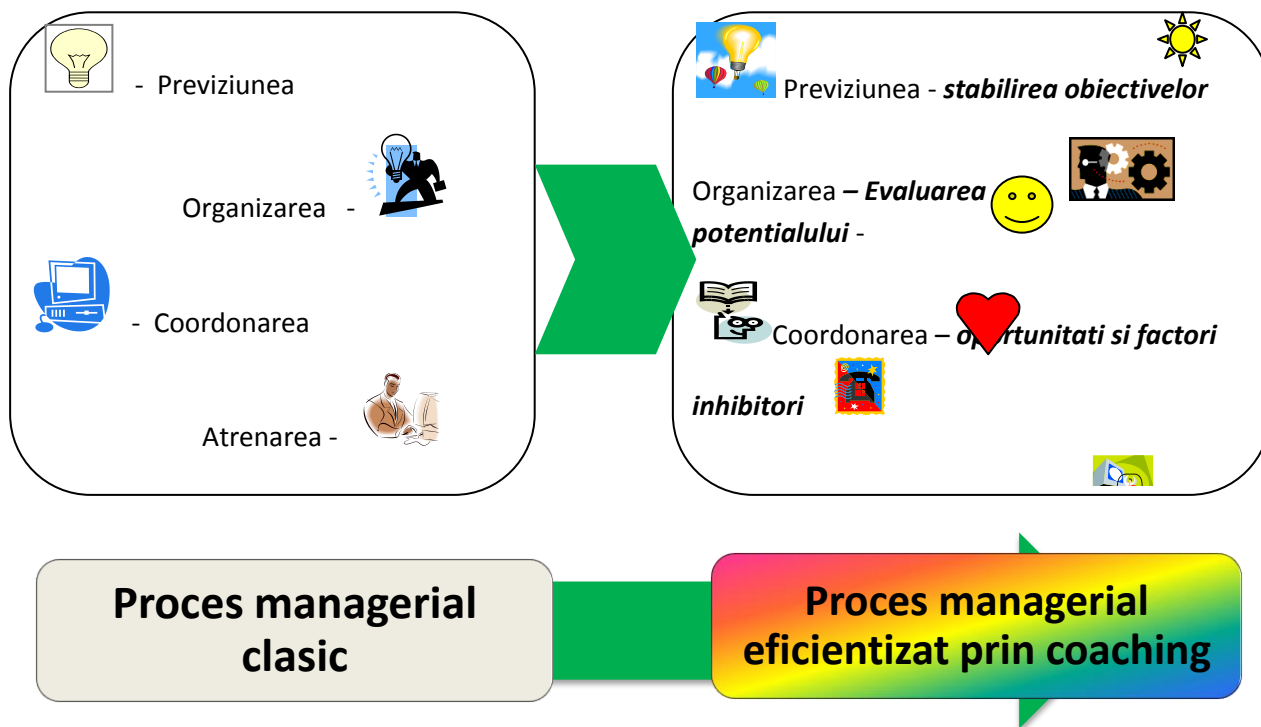 - Previziunea
Organizarea -
- Coordonarea
Atrenarea -
Previziunea - stabilirea obiectivelor
Organizarea – Evaluarea
potentialului -
Coordonarea – oportunitati si factori
inhibitori
Proces managerial
clasic
Proces managerial
eficientizat prin coaching